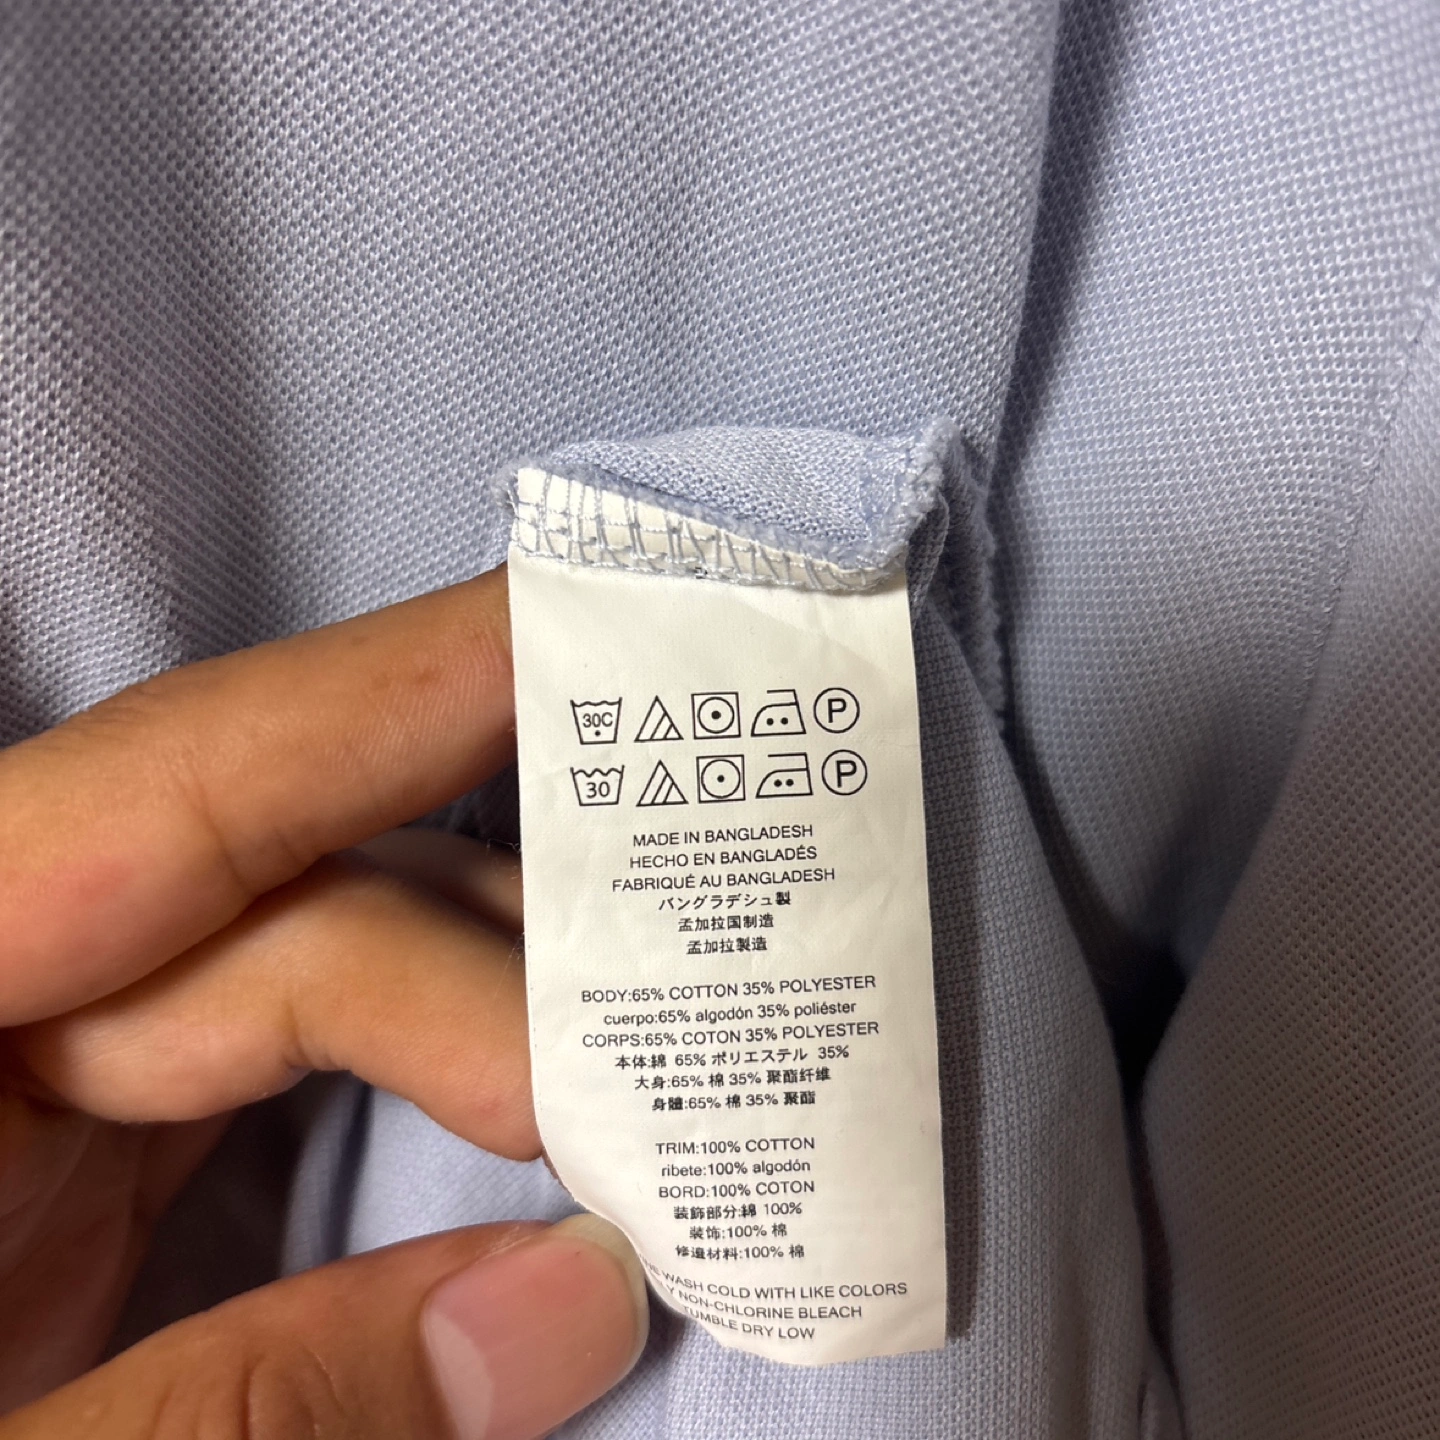 30C P
30 P
MADE IN BANGLADESH
HECHO EN BANGLADÉS
FABRIQUÉ AU BANGLADESH
バングラデシュ製
孟加拉国制造
孟加拉製造
BODY:65% COTTON 35% POLYESTER
cuerpo:65% algodón 35% poliéster
CORPS:65% COTON 35% POLYESTER
本体:綿 65% ポリエステル 35%
大身:65% 棉 35% 聚酯纤维
身體:65% 棉 35% 聚酯
TRIM:100% COTTON
ribete:100% algodón
BORD:100% COTON
装飾部分:綿 100%
装饰:100% 棉
材料:100% 棉
WASH COLD WITH LIKE COLORS
NON-CHLORINE BLEACH
TUMBLE DRY LOW